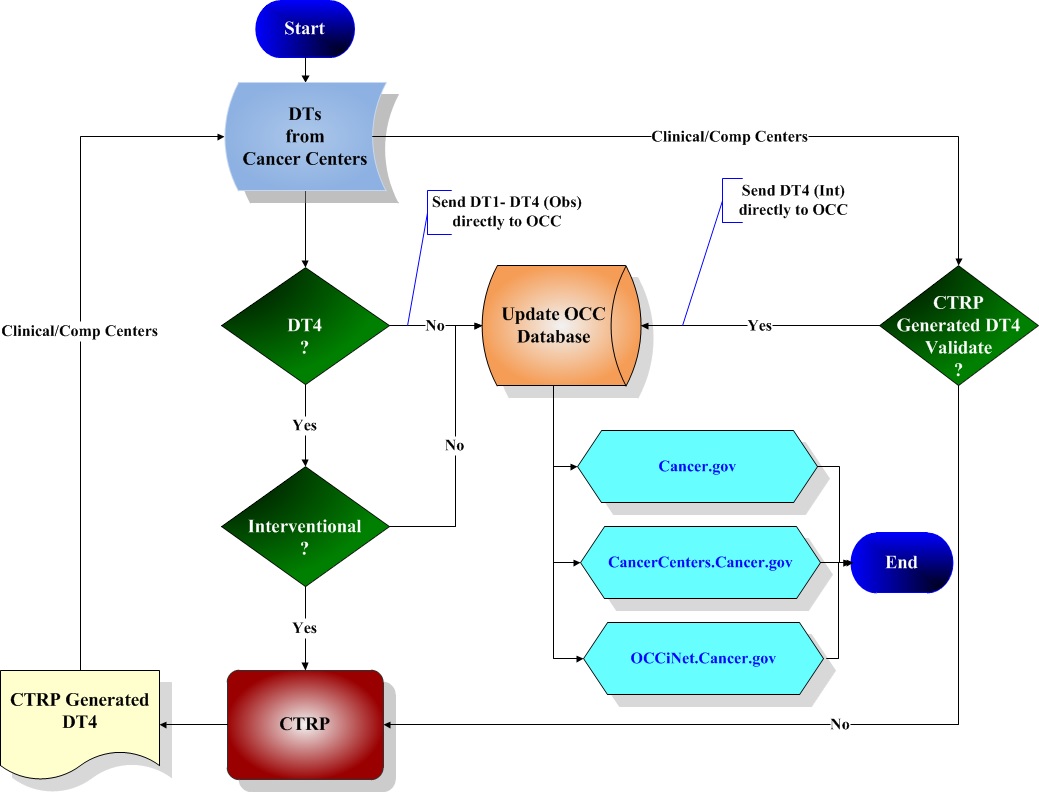 Start
DTs
from
Cancer Centers
Clinical/Comp Centers
Send DT1- DT4 (Obs)
directly to OCC
Send DT4 (Int)
directly to OCC
Clinical/Comp Centers
DT4
?
No
Update OCC
Database
Yes
CTRP
Generated DT4
Validate
?
Yes
No
Interventional
?
Cancer.gov
CancerCenters.Cancer.gov
OCCiNet.Cancer.gov
End
Yes
CTRP Generated
DT4
CTRP
No